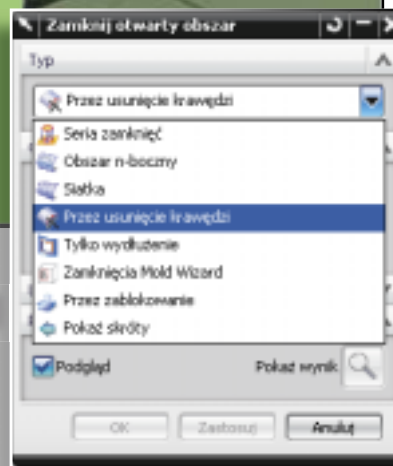 Zamknij otwarty obszar
Typ
Przez usunięcie krawędzi
Seria zamknięć
Obszar n-boczny
Siatka
Przez usunięcie krawędzi
Tylko wydłużenie
Zamknięcia Mold Wizard
Przez zablokowanie
Pokaż skróty
Podgląd
Pokaż wynik
OK Zastosuj Anuluj